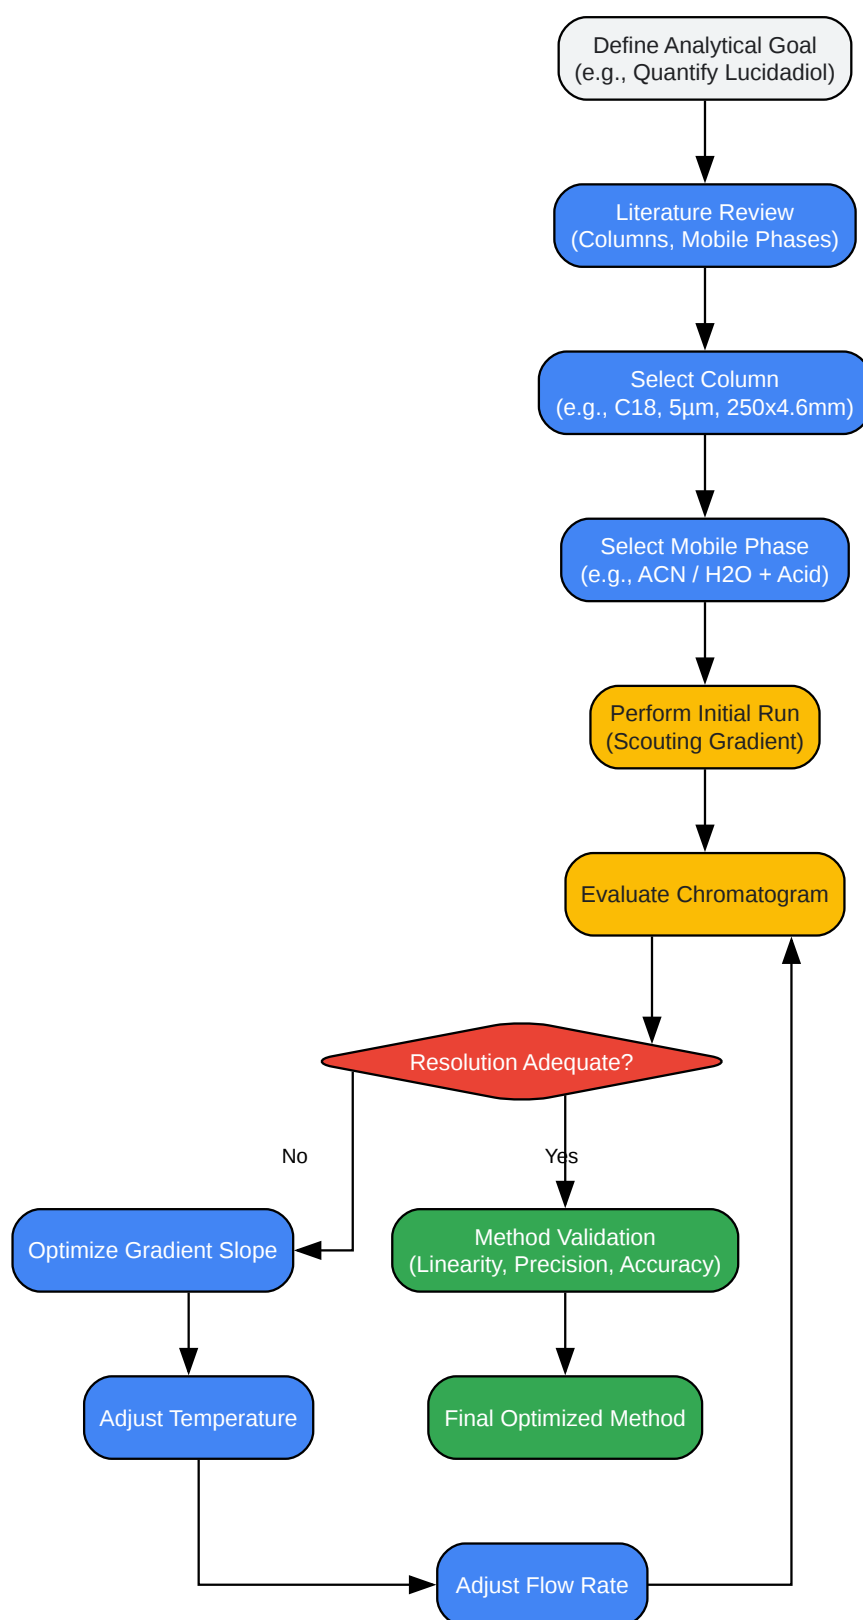 Define Analytical Goal
(e.g., Quantify Lucidadiol)
Literature Review
(Columns, Mobile Phases)
Select Column
(e.g., C18, 5µm, 250x4.6mm)
Select Mobile Phase
(e.g., ACN / H2O + Acid)
Perform Initial Run
(Scouting Gradient)
Evaluate Chromatogram
Resolution Adequate?
No
Yes
Optimize Gradient Slope
Method Validation
(Linearity, Precision, Accuracy)
Adjust Temperature
Final Optimized Method
Adjust Flow Rate